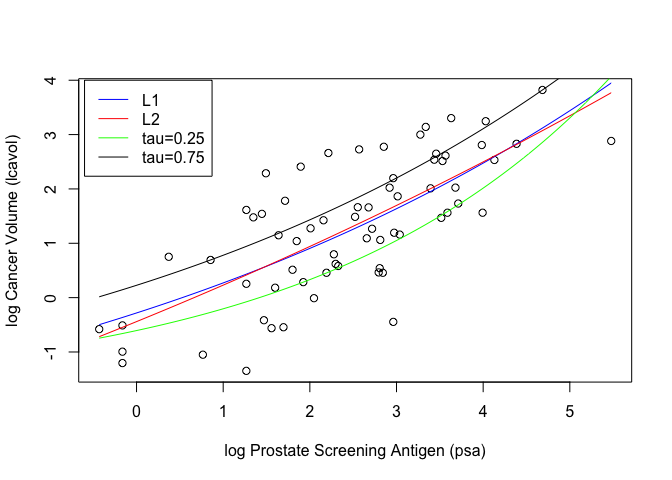 L1
L2
tau=0.25
tau=0.75
4
3
2
1
0
-1
log Cancer Volume (lcavol)
0 1 2 3 4 5
log Prostate Screening Antigen (psa)